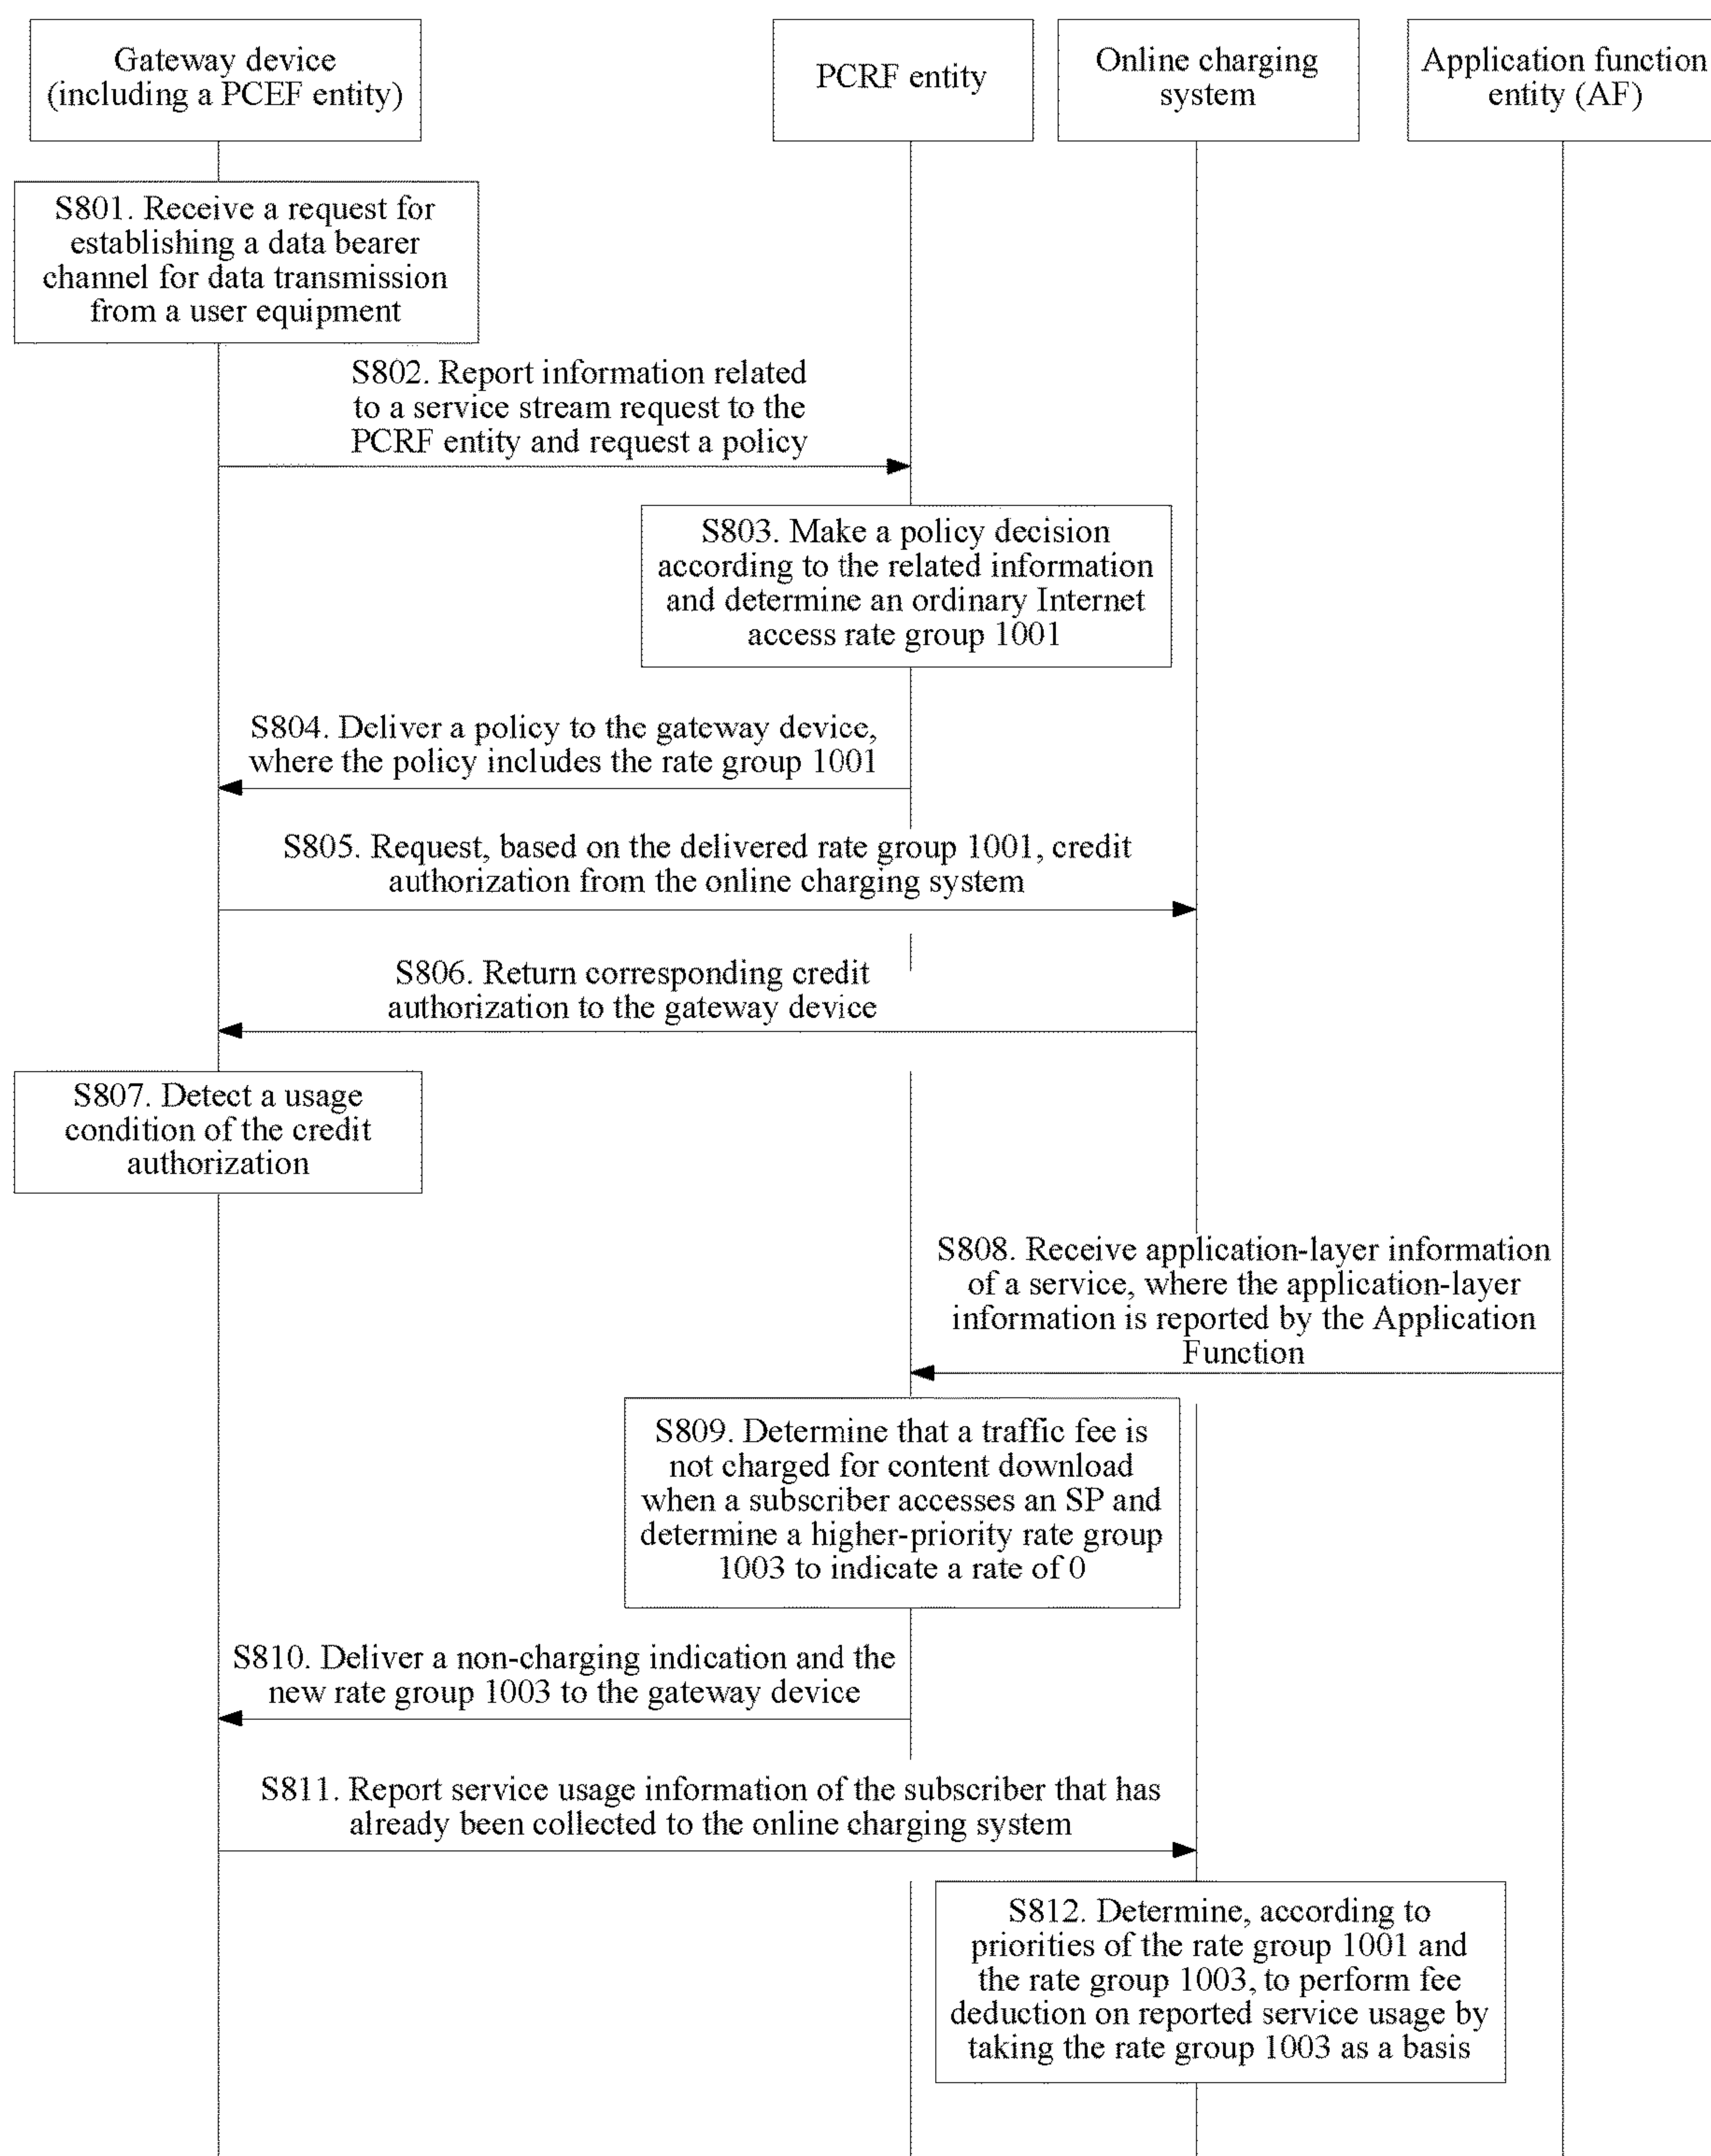 Gateway device
(including a PCEF entity)
PCRF entity
Online charging
system
Application function
entity (AF)
S801. Receive a request for
establishing a data bearer
channel for data transmission
from a user equipment
S802. Report information related
to a service stream request to the
PCRF entity and request a policy
S803. Make a policy decision
according to the related information
and determine an ordinary Internet
access rate group 1001
S804. Deliver a policy to the gateway device,
where the policy includes the rate group 1001
S805. Request, based on the delivered rate group 1001, credit
authorization from the online charging system
S806. Return corresponding credit
authorization to the gateway device
S807. Detect a usage
condition of the credit
authorization
S808. Receive application-layer information
of a service, where the application-layer
information is reported by the Application
Function
S809. Determine that a traffic fee is
not charged for content download
when a subscriber accesses an SP and
determine a higher-priority rate group
1003 to indicate a rate of 0
S810. Deliver a non-charging indication and the
new rate group 1003 to the gateway device
S811. Report service usage information of the subscriber that has
already been collected to the online charging system
S812. Determine, according to
priorities of the rate group 1001 and
the rate group 1003, to perform fee
deduction on reported service usage by
taking the rate group 1003 as a basis